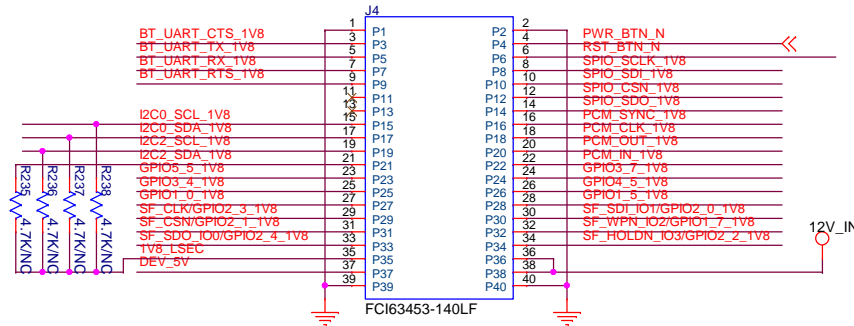 J4
1 P1 P2 2
BT_UART_CTS_1V8 3 P3 P4 4 PWR_BTN_N
BT_UART_TX_1V8 5 P5 P6 6 RST_BTN_N
BT_UART_RX_1V8 7 P7 P8 8 SPIO_SCLK_1V8
BT_UART_RTS_1V8 9 P9 P10 10 SPIO_SDI_1V8
11 P11 P12 12 SPIO_CSN_1V8
13 P13 P14 14 SPIO_SDO_1V8
I2C0_SCL_1V8 15 P15 P16 16 PCM_SYNC_1V8
I2C0_SDA_1V8 17 P17 P18 18 PCM_CLK_1V8
I2C2_SCL_1V8 19 P19 P20 20 PCM_OUT_1V8
I2C2_SDA_1V8 21 P21 P22 22 PCM_IN_1V8
GPIO5_5_1V8 23 P23 P24 24 GPIO3_7_1V8
GPIO3_4_1V8 25 P25 P26 26 GPIO4_5_1V8
GPIO1_0_1V8 27 P27 P28 28 GPIO1_5_1V8
SF_CLK/GPIO2_3_1V8 29 P29 P30 30 SF_SDI_IO1/GPIO2_0_1V8
SF_CSN/GPIO2_1_1V8 31 P31 P32 32 SF_WPN_IO2/GPIO1_7_1V8
SF_SDO_IO0/GPIO2_4_1V8 33 P33 P34 34 SF_HOLDN_IO3/GPIO2_2_1V8
1V8_LSEC 35 P35 P36 36
DEV_5V 37 P37 P38 38
39 P39 P40 40
FCI63453-140LF
12V_IN
R235 4.7K/NC
R236 4.7K/NC
R237 4.7K/NC
R238 4.7K/NC